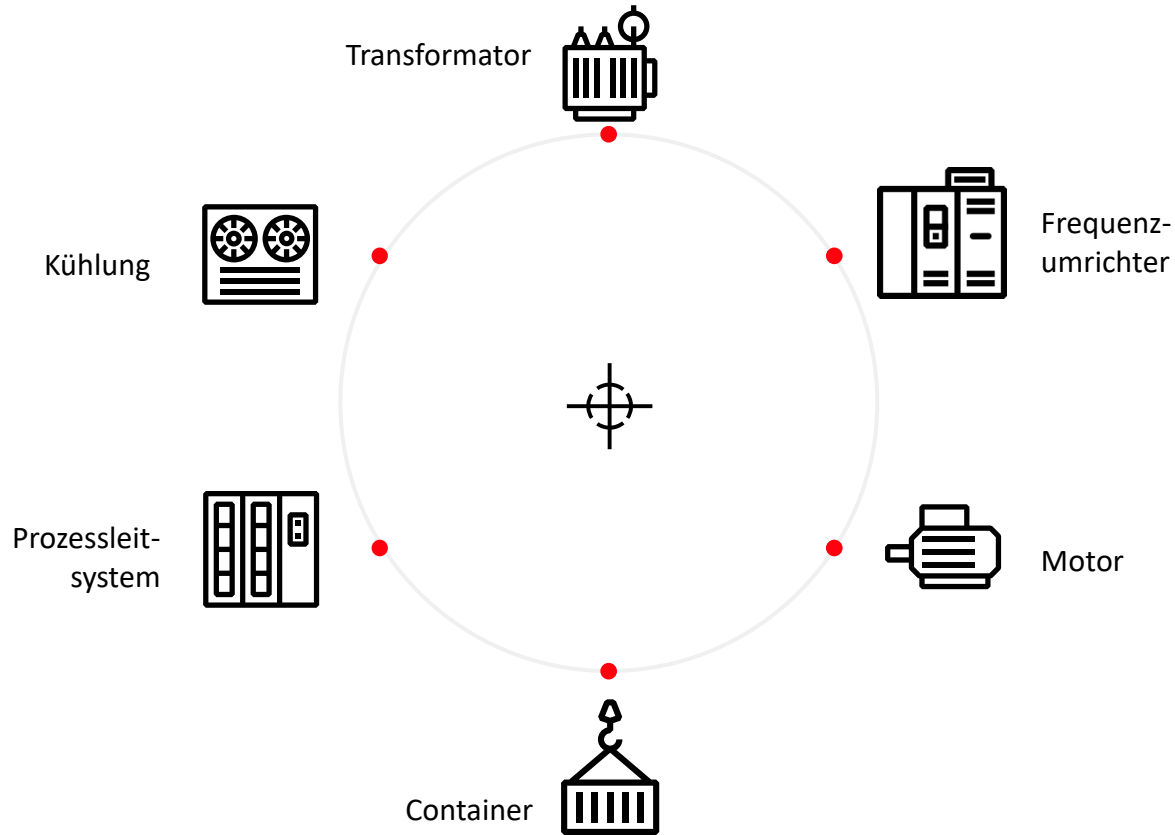 Transformator
Frequenz-
umrichter
Kühlung
Prozessleit-
system
Motor
Container